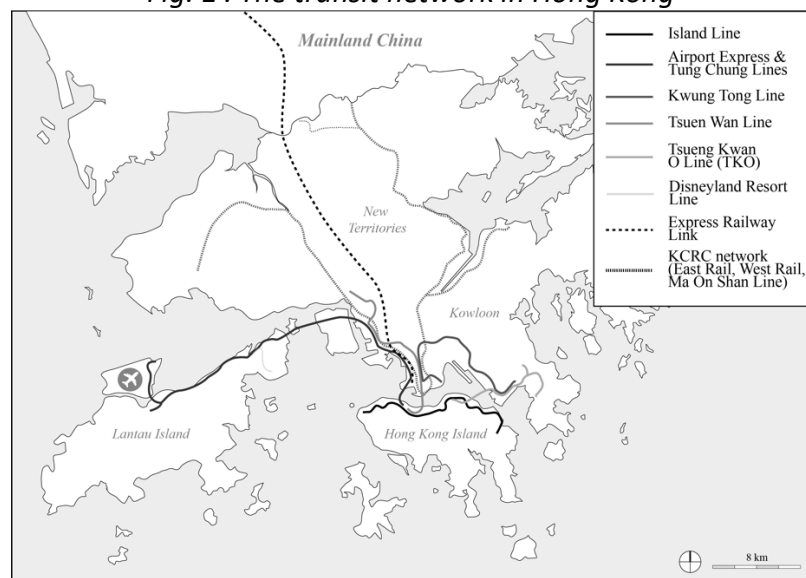 Fig. 14 The transit network in Hong Kong
Mainland China
Island Line
Airport Express &
Tung Chung Lines
Kwung Tong Line
Tsuen Wan Line
Tsueng Kwan
O Line (TKO)
Disneyland Resort
Line
Express Railway
Link
KCRC network
(East Rail, West Rail,
Ma On Shan Line)
New
Territories
Kowloon
Lantau Island
Hong Kong Island
8 km